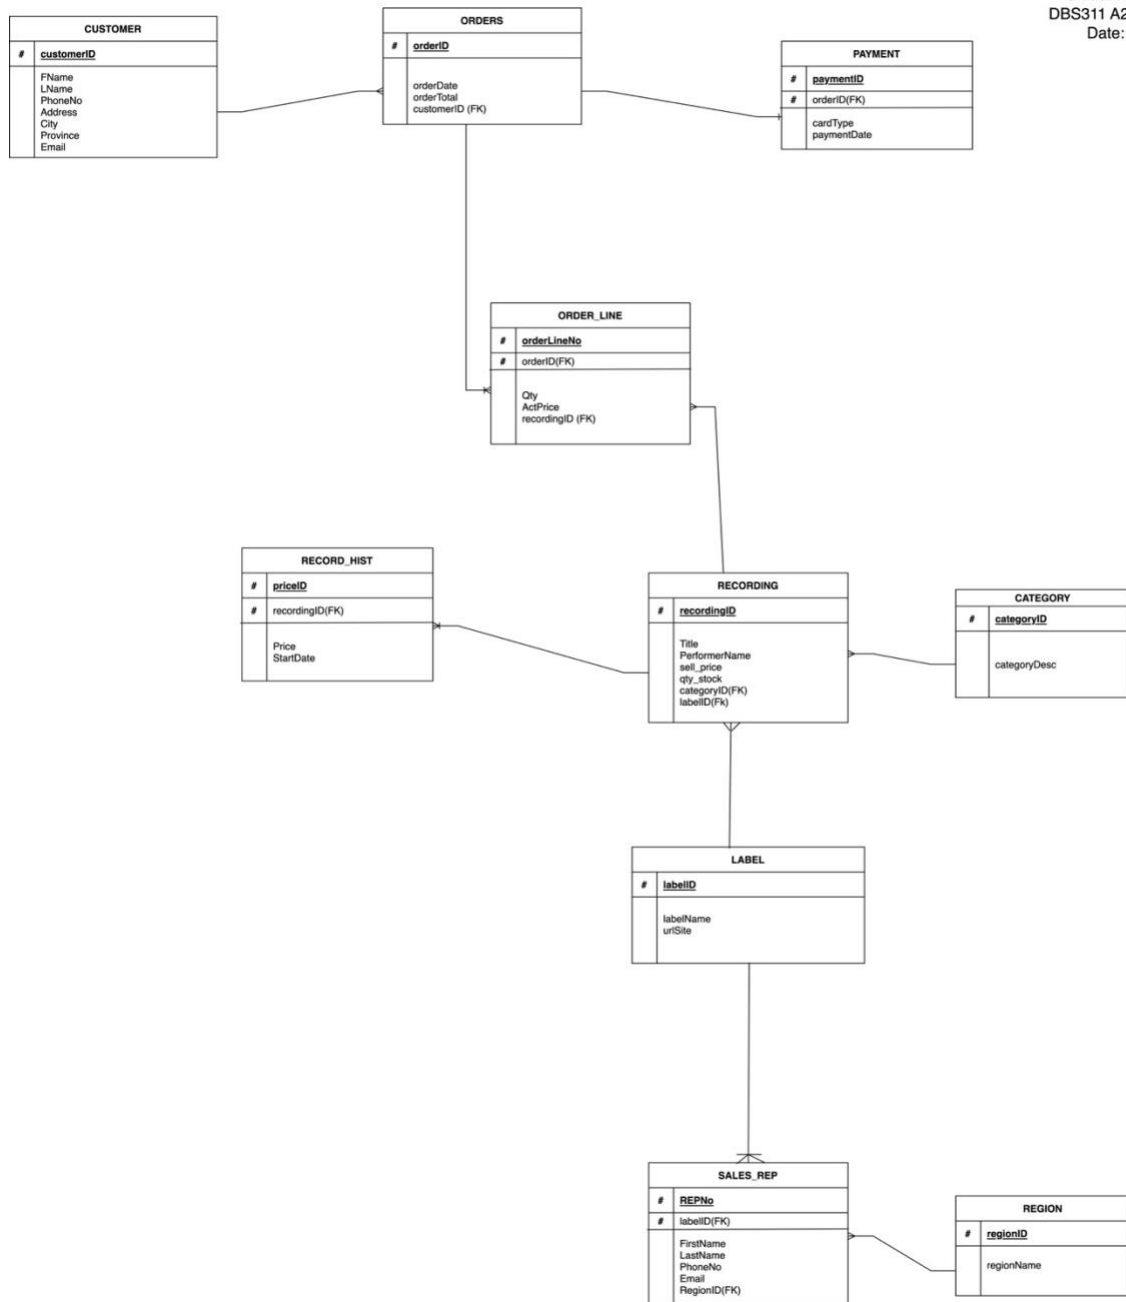 DBS311 A2
Date:
CUSTOMER
# customerID
FName
LName
PhoneNo
Address
City
Province
Email
ORDERS
# orderID
orderDate
orderTotal
customerID (FK)
PAYMENT
# paymentID
# orderID(FK)
cardType
paymentDate
ORDER_LINE
# orderLineNo
# orderID(FK)
Qty
ActPrice
recordingID (FK)
RECORD_HIST
# priceID
# recordingID(FK)
Price
StartDate
RECORDING
# recordingID
Title
PerformerName
sell_price
qty_stock
categoryID(FK)
labelID(Fk)
CATEGORY
# categoryID
categoryDesc
LABEL
# labelID
labelName
urlSite
SALES_REP
# REPNo
# labelID(FK)
FirstName
LastName
PhoneNo
Email
RegionID(FK)
REGION
# regionID
regionName